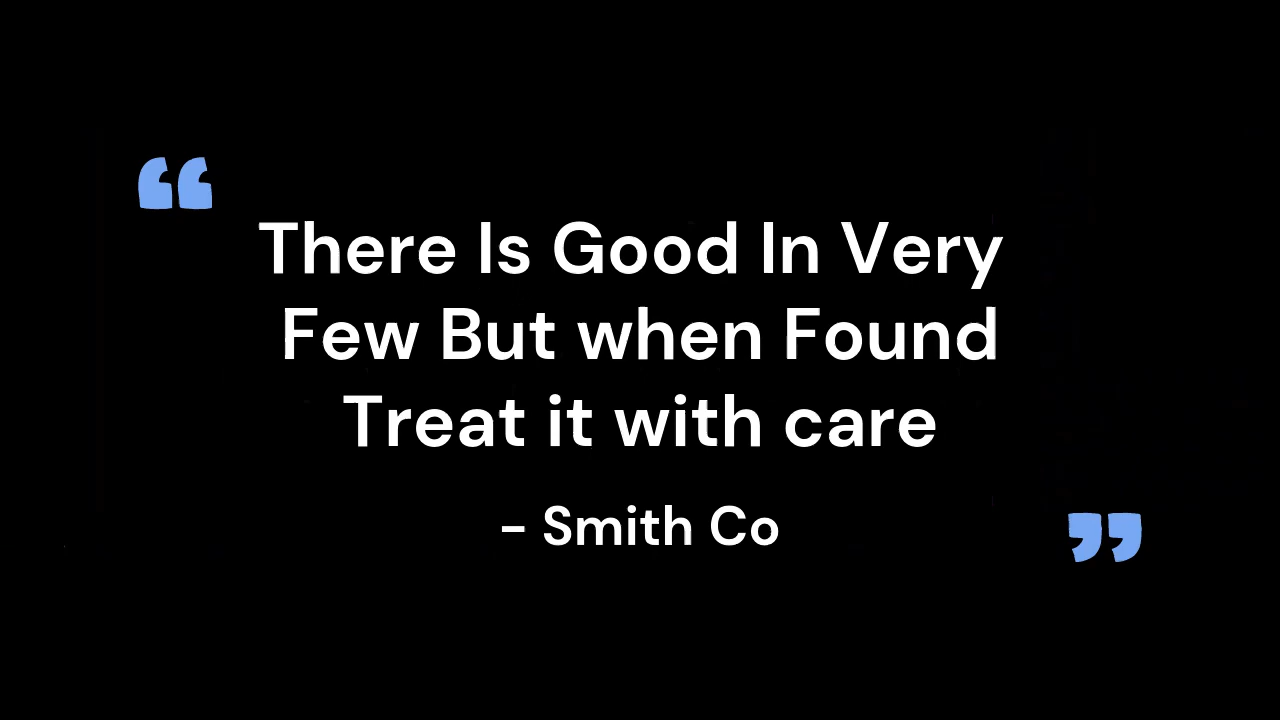 “
There Is Good In Very
Few But when Found
Treat it with care
- Smith Co
”